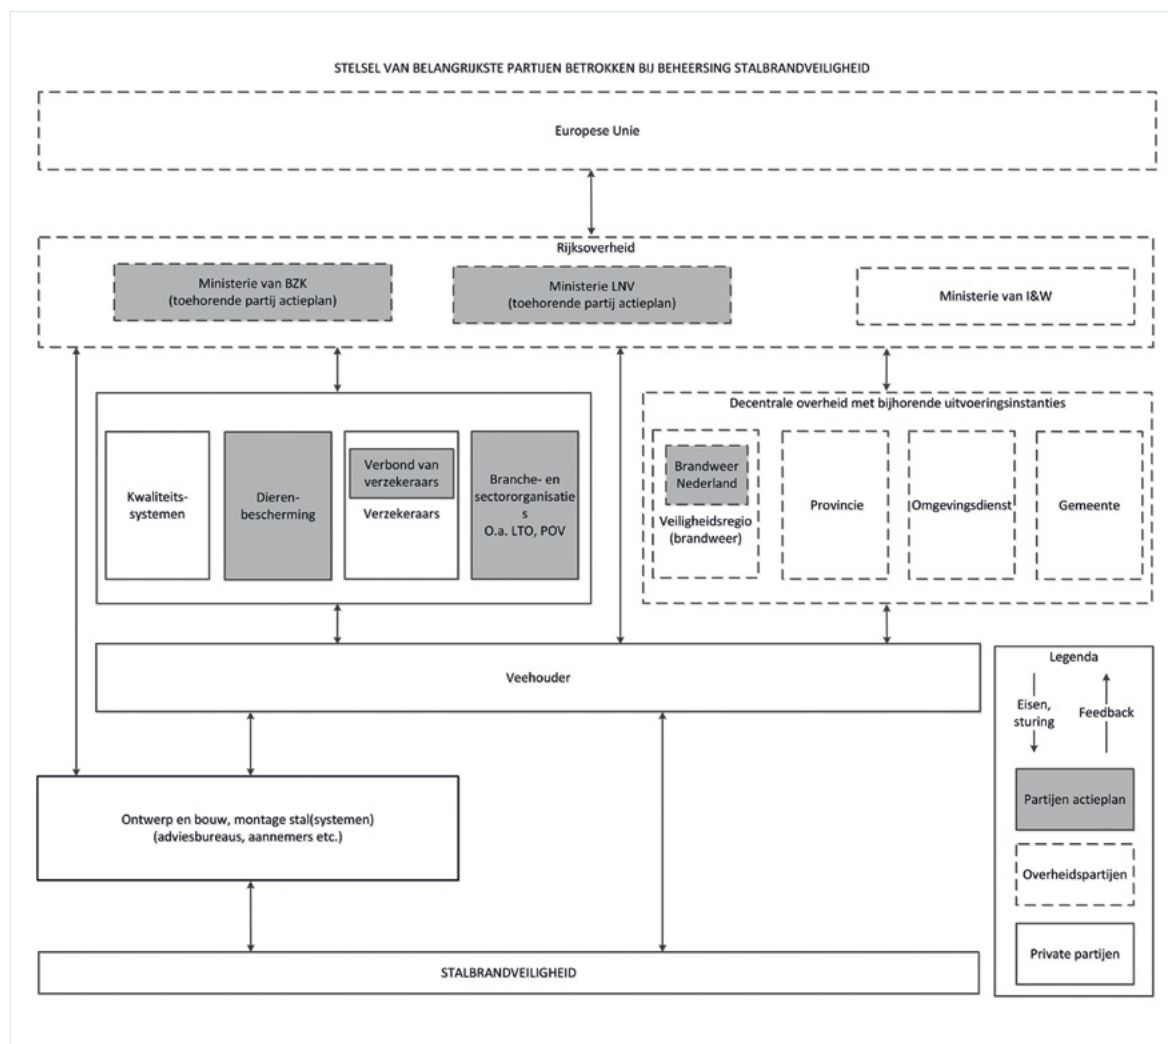 STELSEL VAN BELANGRIJKSTE PARTIJEN BETROKKEN BIJ BEHEERSING STALBRANDVEILIGHEID
Europese Unie
Rijksoverheid
Ministerie van BZK
(toehorende partij actieplan)
Ministerie LNV
(toehorende partij actieplan)
Ministerie van I&W
Kwaliteits-
systemen
Dieren-
bescherming
Verbond van
verzekeraars
Verzekeraars
Branche- en
sectororganisatie
s
O.a. LTO, POV
Decentrale overheid met bijhorende uitvoeringsinstanties
Brandweer
Nederland
Veiligheidsregio
(brandweer)
Provincie
Omgevingsdienst
Gemeente
Veehouder
Ontwerp en bouw, montage stal(systemen)
(adviesbureaus, aannemers etc.)
STALBRANDVEILIGHEID
Legenda
Eisen,
sturing
Feedback
Partijen actieplan
Overheidspartijen
Private partijen